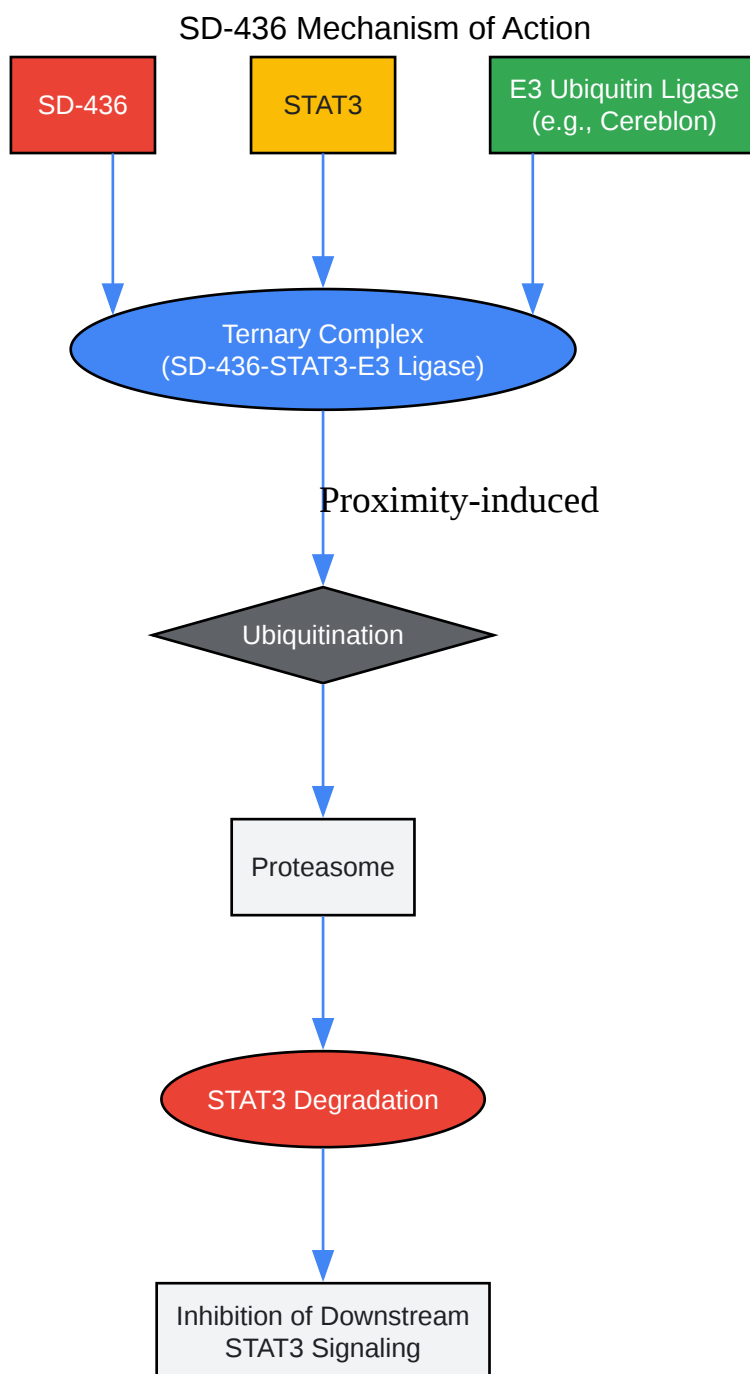 SD-436 Mechanism of Action
SD-436
STAT3
E3 Ubiquitin Ligase
(e.g., Cereblon)
Ternary Complex
(SD-436-STAT3-E3 Ligase)
Proximity-induced
Ubiquitination
Proteasome
STAT3 Degradation
Inhibition of Downstream
STAT3 Signaling